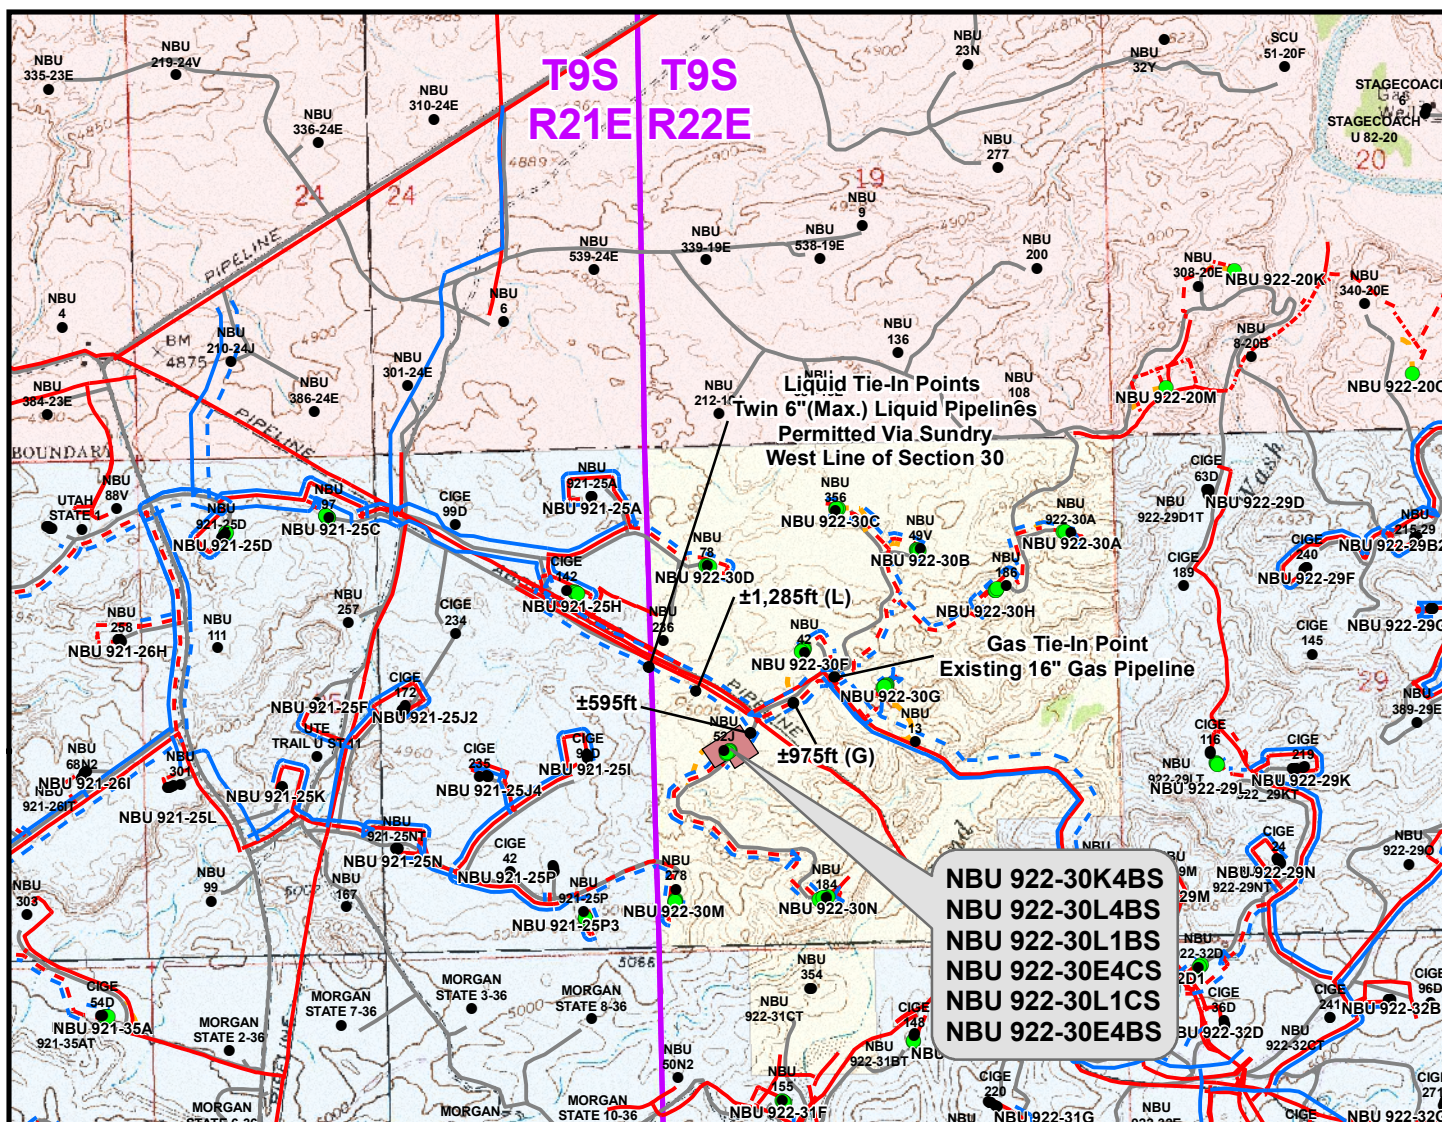 NBU
335-23E
NBU
219-24V
NBU
336-24E
NBU
310-24E
T9S
R21E
T9S
R22E
NBU
23N
NBU
32Y
SCU
51-20F
STAGECOACH
6
STAGECOACH
U 82-20
20
4900
4889
24
24
19
NBU
277
NBU
9
NBU
538-19E
NBU
339-19E
NBU
539-24E
NBU
200
NBU
308-20E
NBU 922-20K
NBU
340-20E
PIPELINE
NBU
4
NBU
6
NBU
210-24J
BM
4875
NBU
301-24E
NBU
386-24E
NBU
384-23E
NBU
136
NBU
8-20B
NBU 922-20M
NBU
108
Liquid Tie-In Points
Twin 6"(Max.) Liquid Pipelines
Permitted Via Sundry
West Line of Section 30
PIPELINE
BOUNDARY
NBU
88V
UTAH
STATE 1
NBU
921-25D
NBU 921-25D
NBU
97
NBU 921-25C
CIGE
99D
NBU
921-25A
NBU 921-25A
NBU
356
NBU 922-30C
NBU
49V
NBU 922-30B
NBU
922-30A
NBU 922-30A
CIGE
63D
NBU
922-29D1T
NBU 922-29D
Wash
NBU
215-29
CIGE
240
NBU 922-29F
CIGE
189
NBU
78
NBU 922-30D
CIGE
142
NBU 921-25H
NBU
186
NBU 922-30H
±1,285ft (L)
NBU
258
NBU 921-26H
NBU
111
NBU
257
CIGE
234
NBU
236
NBU
42
NBU 922-30F
Gas Tie-In Point
Existing 16" Gas Pipeline
CIGE
145
29
NBU 922-30G
NBU
13
NBU
389-29E
±595ft
PIPELINE
±975ft (G)
NBU
52J
NBU 921-25F
CIGE
172
NBU 921-25J2
UTE
TRAIL U ST 11
4960
CIGE
235
NBU 921-25J4
NBU 921-25I
CIGE
116
NBU 922-29L
CIGE
219
NBU 922-29K
NBU
68N2
NBU 921-26I
NBU
921-26IT
NBU
301
NBU 921-25L
NBU 921-25K
NBU
921-25NT
NBU 921-25N
CIGE
42
NBU 921-25P
NBU
921-25P
NBU 921-25P3
NBU
278
NBU 922-30M
NBU
184
NBU 922-30N
NBU
CIGE
24
NBU 922-29N
922-29NT
NBU
922-29O
NBU
303
NBU
99
NBU
167
NBU 922-30K4BS
NBU 922-30L4BS
NBU 922-30L1BS
NBU 922-30E4CS
NBU 922-30L1CS
NBU 922-30E4BS
5066
NBU
354
NBU
922-31CT
CIGE
148
NBU
922-31BT
CIGE
36D
NBU 922-32D
NBU
922-32CT
CIGE
241
CIGE
96D
NBU 922-32B
CIGE
54D
NBU 921-35A
NBU
921-35AT
MORGAN
STATE 2-36
MORGAN
STATE 7-36
MORGAN
STATE 3-36
MORGAN
STATE 8-36
NBU
50N2
NBU
155
NBU 922-31F
MORGAN
STATE 10-36
MORGAN
MORGAN
CIGE
220
NBU 922-31G
NBU
CIGE